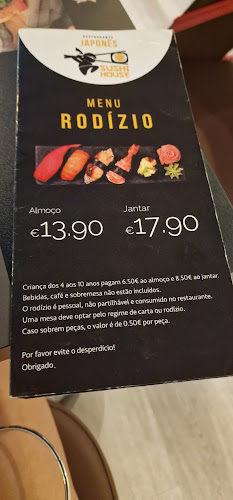 RESTAURANTE
JAPONÊS
SUSHI
HOUSE
MENU
RODÍZIO
Almoço
€13.90
Jantar
€17.90
Criança dos 4 aos 10 anos pagam 6.50€ ao almoço e 8.50€ ao jantar.
Bebidas, café e sobremesa não estão incluídos.
O rodízio é pessoal, não partilhável e consumido no restaurante.
Uma mesa deve optar pelo regime de carta ou rodízio.
Caso sobrem peças, o valor é de 0.50€ por peça.
Por favor evite o desperdício!
Obrigado.